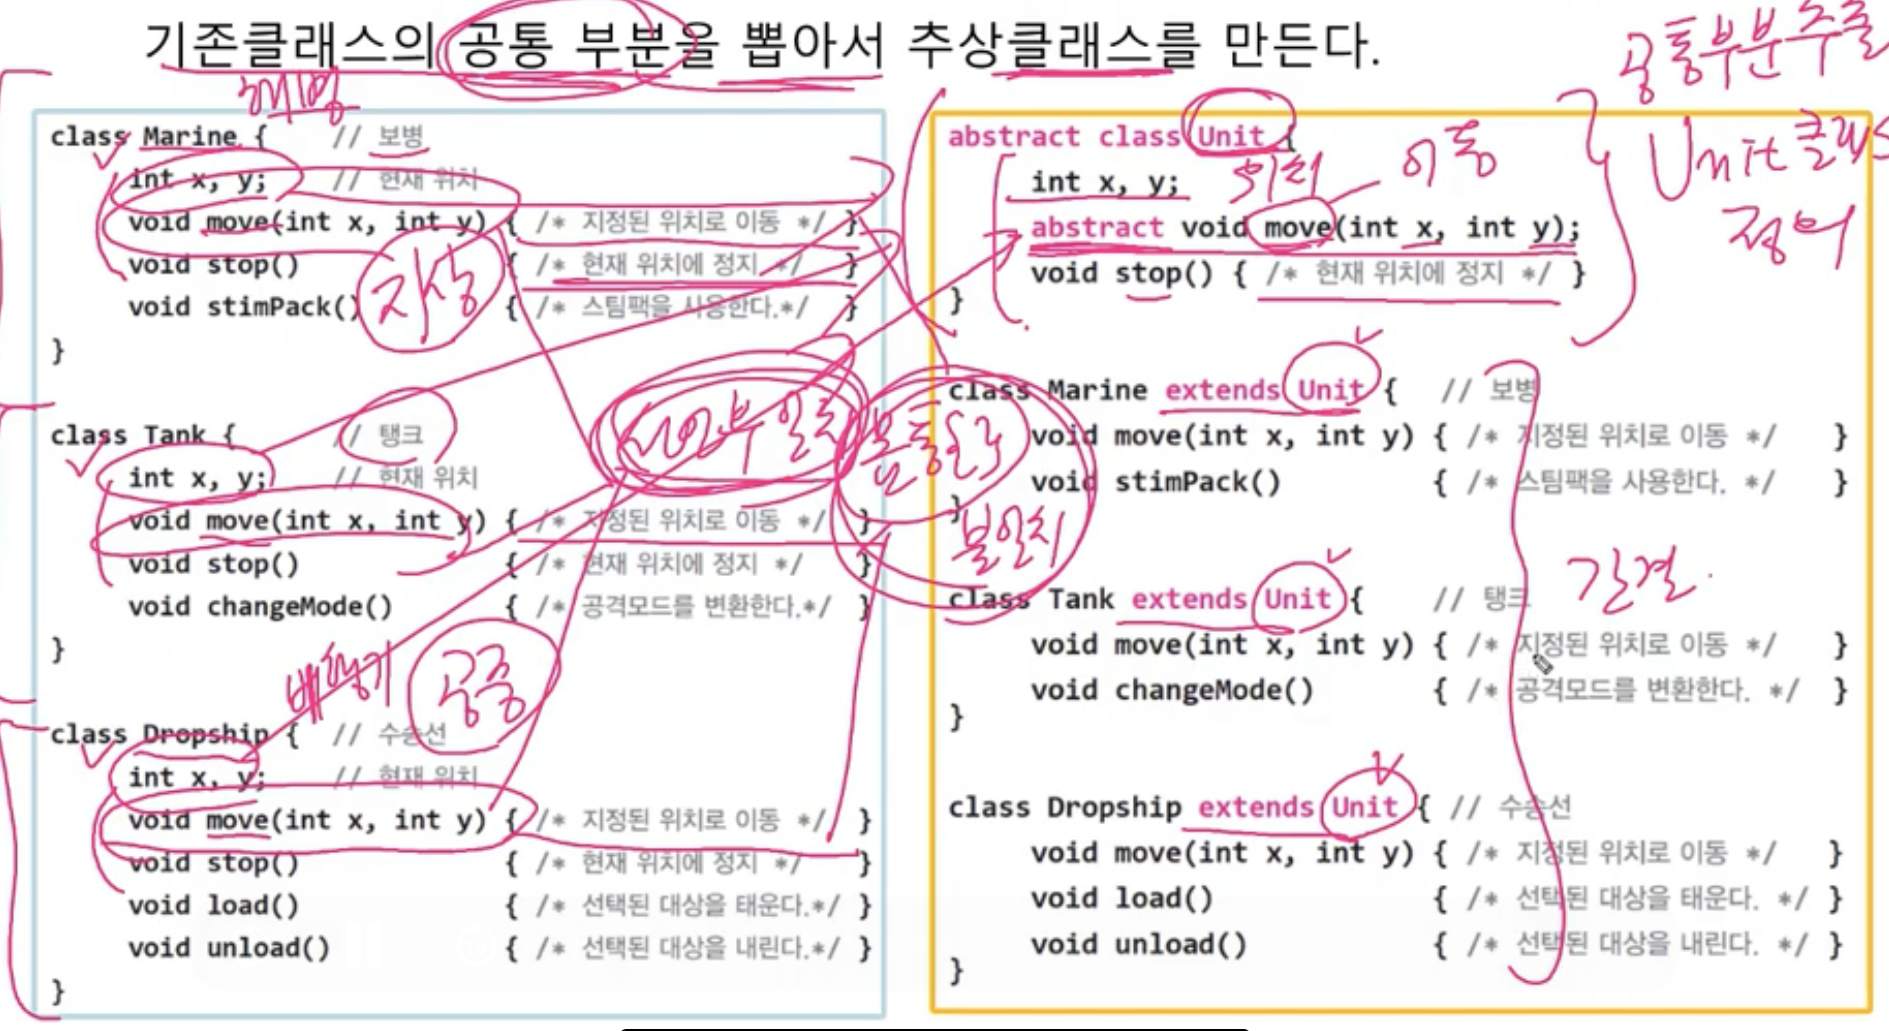 기존클래스의 공통 부분을 뽑아서 추상클래스를 만든다.
해병
class Marine { // 보병
int x, y; // 현재 위치
void move(int x, int y) { /* 지정된 위치로 이동 */ }
void stop() { /* 현재 위치에 정지 */ }
void stimPack() { /* 스팀팩을 사용한다.*/ }
}
지상
class Tank { // 탱크
int x, y; // 현재 위치
void move(int x, int y) { /* 지정된 위치로 이동 */ }
void stop() { /* 현재 위치에 정지 */ }
void changeMode() { /* 공격모드를 변환한다.*/ }
}
선언부 일치
구현부
불일치
공중
class Dropship { // 수송선
int x, y; // 현재 위치
void move(int x, int y) { /* 지정된 위치로 이동 */ }
void stop() { /* 현재 위치에 정지 */ }
void load() { /* 선택된 대상을 태운다.*/ }
void unload() { /* 선택된 대상을 내린다.*/ }
}
공통부분추출
Unit클래스
정의
abstract class Unit {
int x, y; 위치 이동
abstract void move(int x, int y);
void stop() { /* 현재 위치에 정지 */ }
}
class Marine extends Unit { // 보병
void move(int x, int y) { /* 지정된 위치로 이동 */ }
void stimPack() { /* 스팀팩을 사용한다. */ }
}
class Tank extends Unit { // 탱크
void move(int x, int y) { /* 지정된 위치로 이동 */ }
void changeMode() { /* 공격모드를 변환한다. */ }
}
간결
class Dropship extends Unit { // 수송선
void move(int x, int y) { /* 지정된 위치로 이동 */ }
void load() { /* 선택된 대상을 태운다. */ }
void unload() { /* 선택된 대상을 내린다. */ }
}